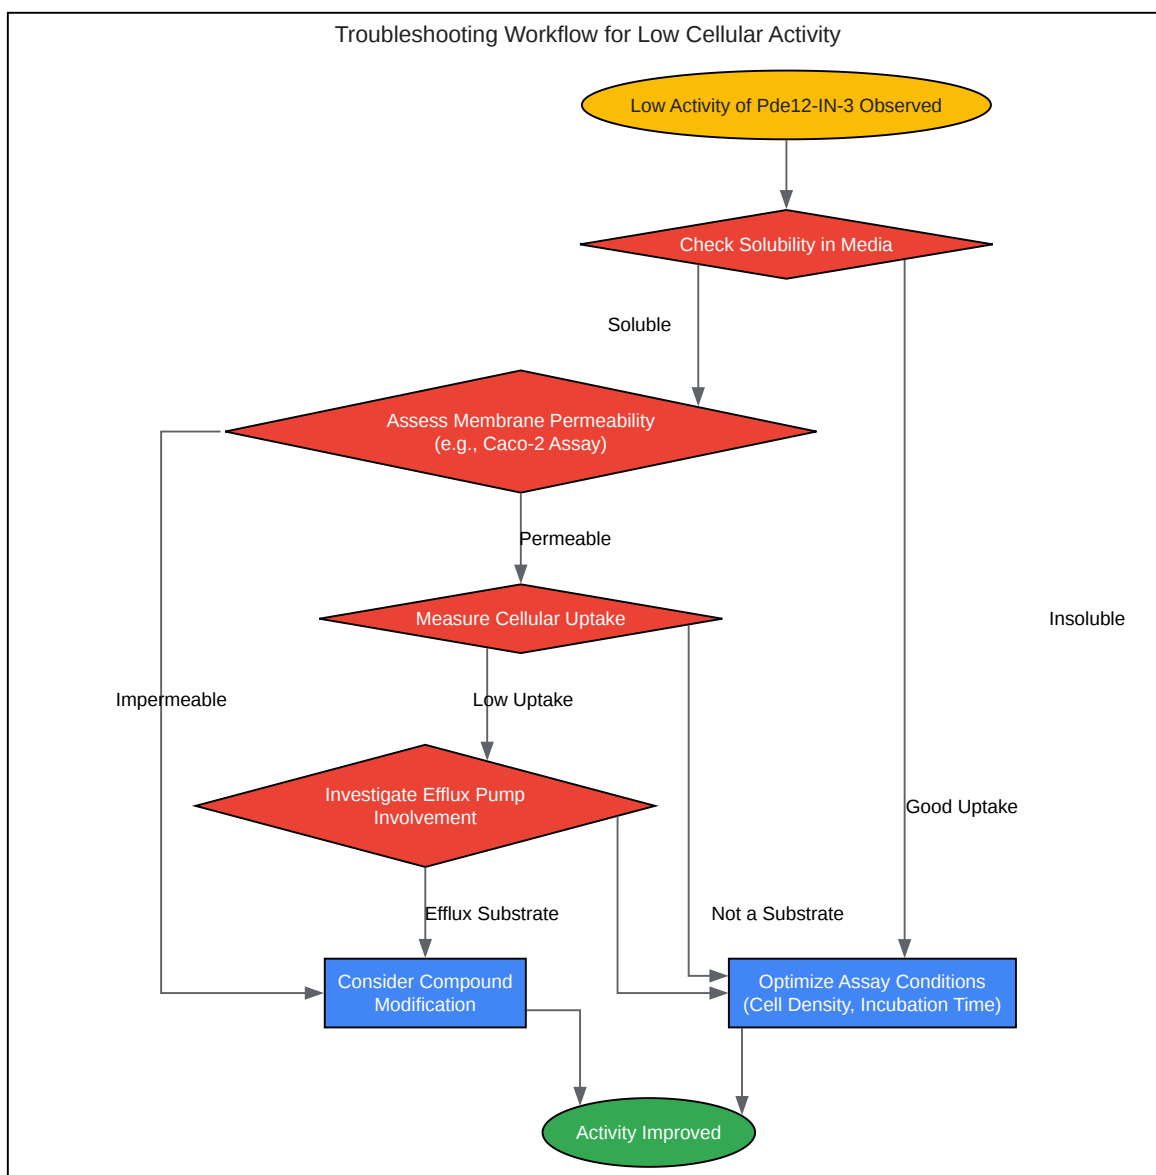 Troubleshooting Workflow for Low Cellular Activity
Low Activity of Pde12-IN-3 Observed
Check Solubility in Media
Soluble
Assess Membrane Permeability
(e.g., Caco-2 Assay)
Permeable
Measure Cellular Uptake
Insoluble
Impermeable
Low Uptake
Investigate Efflux Pump
Involvement
Good Uptake
Efflux Substrate
Not a Substrate
Consider Compound
Modification
Optimize Assay Conditions
(Cell Density, Incubation Time)
Activity Improved